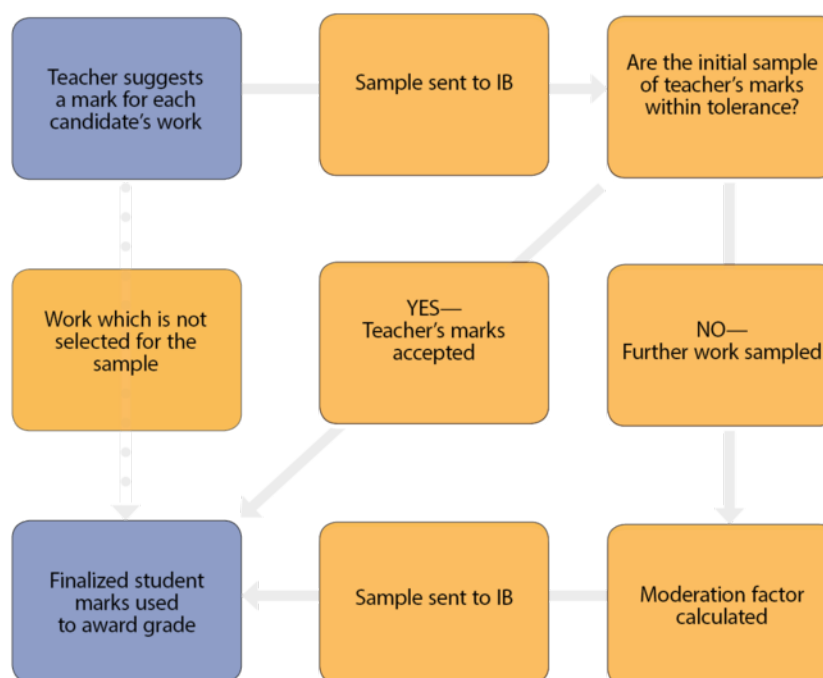 Teacher suggests
a mark for each
candidate's work
Sample sent to IB
Are the initial sample
of teacher's marks
within tolerance?
Work which is not
selected for the
sample
YES—
Teacher's marks
accepted
NO—
Further work sampled
Finalized student
marks used
to award grade
Sample sent to IB
Moderation factor
calculated